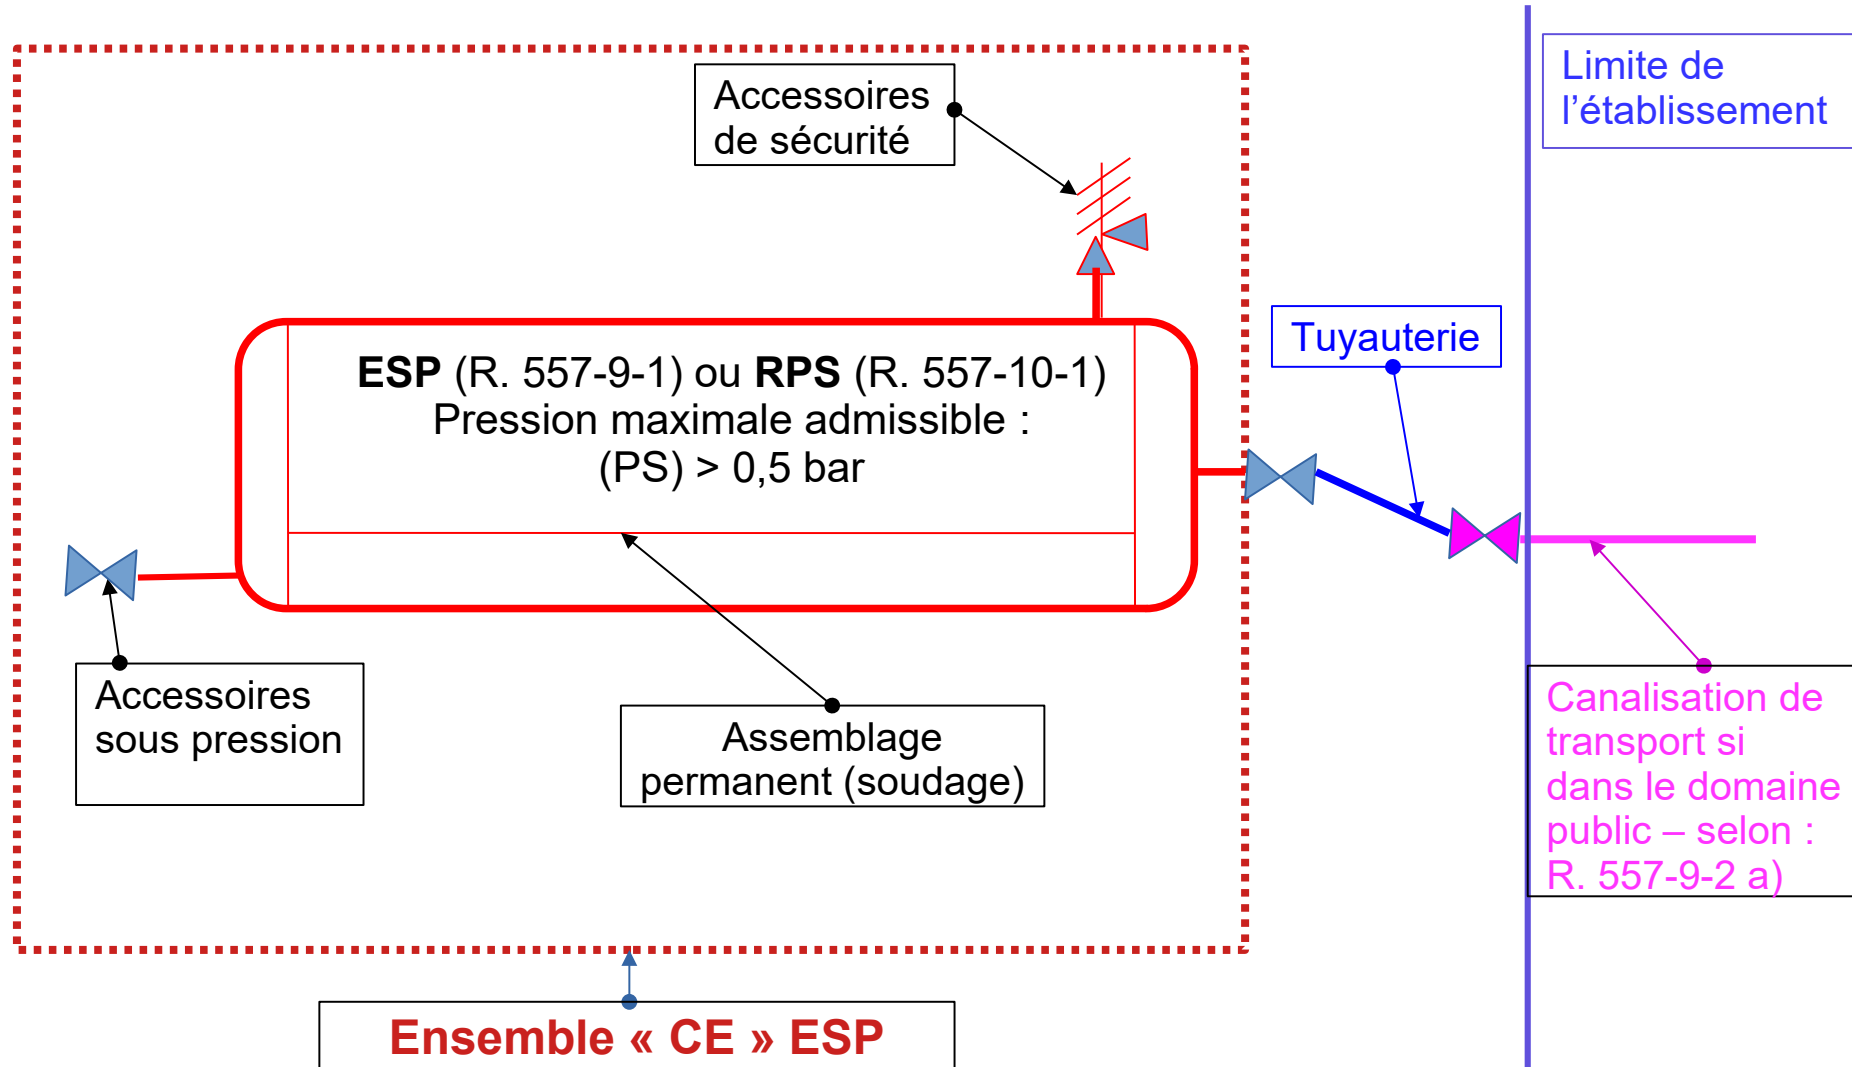 Accessoires
de sécurité
Limite de
l’établissement
Tuyauterie
ESP (R. 557-9-1) ou RPS (R. 557-10-1)
Pression maximale admissible :
(PS) > 0,5 bar
Accessoires
sous pression
Assemblage
permanent (soudage)
Canalisation de
transport si
dans le domaine
public – selon :
R. 557-9-2 a)
Ensemble « CE » ESP